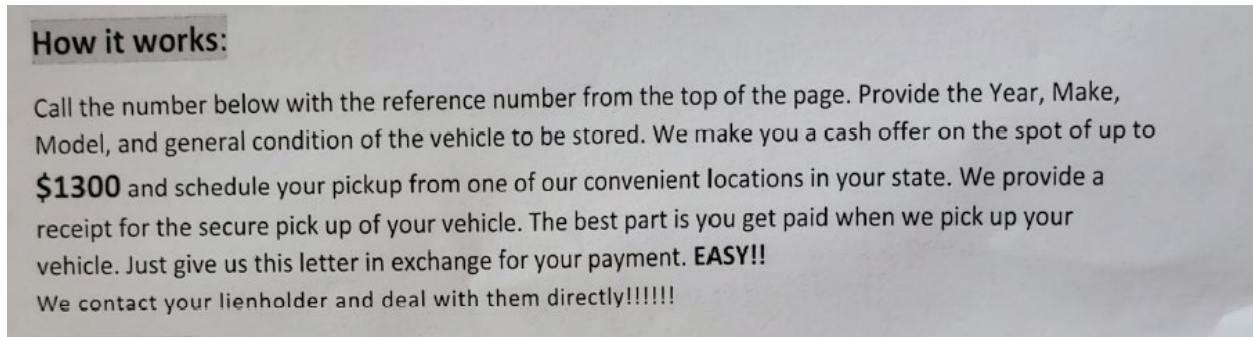 How it works:
Call the number below with the reference number from the top of the page. Provide the Year, Make,
Model, and general condition of the vehicle to be stored. We make you a cash offer on the spot of up to
$1300 and schedule your pickup from one of our convenient locations in your state. We provide a
receipt for the secure pick up of your vehicle. The best part is you get paid when we pick up your
vehicle. Just give us this letter in exchange for your payment. EASY!!
We contact your lienholder and deal with them directly!!!!!!